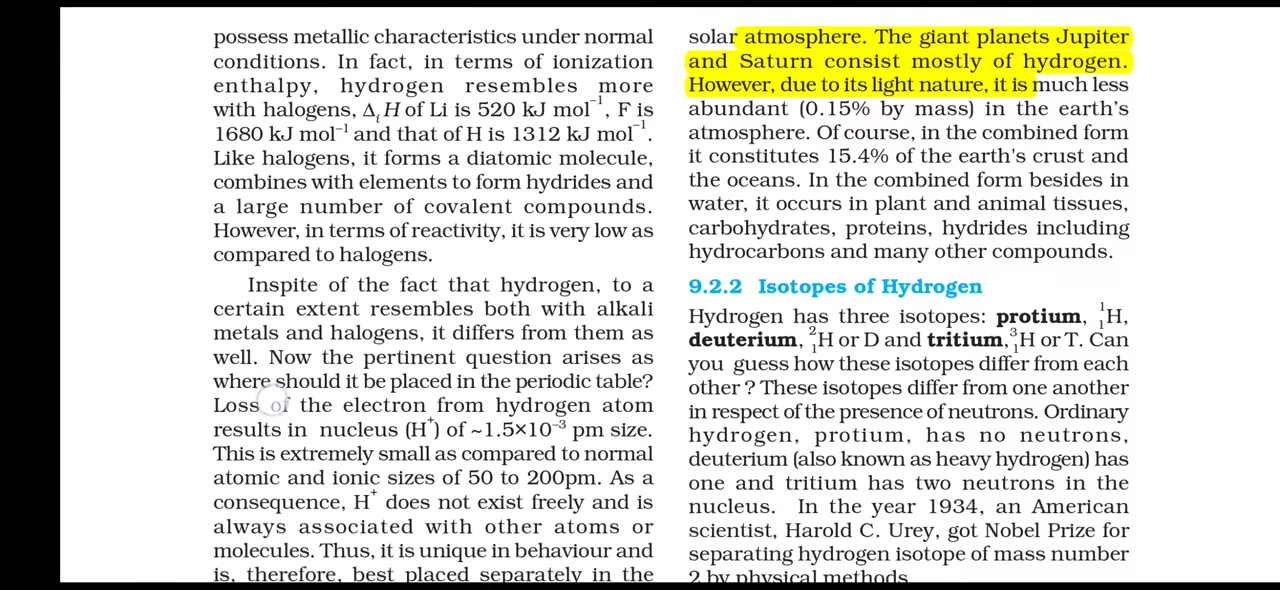 possess metallic characteristics under normal
conditions. In fact, in terms of ionization
enthalpy, hydrogen resembles more
with halogens, ΔᵢH of Li is 520 kJ mol⁻¹, F is
1680 kJ mol⁻¹ and that of H is 1312 kJ mol⁻¹.
Like halogens, it forms a diatomic molecule,
combines with elements to form hydrides and
a large number of covalent compounds.
However, in terms of reactivity, it is very low as
compared to halogens.
Inspite of the fact that hydrogen, to a
certain extent resembles both with alkali
metals and halogens, it differs from them as
well. Now the pertinent question arises as
where should it be placed in the periodic table?
Loss of the electron from hydrogen atom
results in nucleus (H⁺) of ~1.5×10⁻³ pm size.
This is extremely small as compared to normal
atomic and ionic sizes of 50 to 200pm. As a
consequence, H⁺ does not exist freely and is
always associated with other atoms or
molecules. Thus, it is unique in behaviour and
is, therefore, best placed separately in the
solar atmosphere. The giant planets Jupiter
and Saturn consist mostly of hydrogen.
However, due to its light nature, it is much less
abundant (0.15% by mass) in the earth's
atmosphere. Of course, in the combined form
it constitutes 15.4% of the earth's crust and
the oceans. In the combined form besides in
water, it occurs in plant and animal tissues,
carbohydrates, proteins, hydrides including
hydrocarbons and many other compounds.
9.2.2 Isotopes of Hydrogen
Hydrogen has three isotopes: protium, ¹₁H,
deuterium, ²₁H or D and tritium, ³₁H or T. Can
you guess how these isotopes differ from each
other ? These isotopes differ from one another
in respect of the presence of neutrons. Ordinary
hydrogen, protium, has no neutrons,
deuterium (also known as heavy hydrogen) has
one and tritium has two neutrons in the
nucleus. In the year 1934, an American
scientist, Harold C. Urey, got Nobel Prize for
separating hydrogen isotope of mass number
2 by physical methods